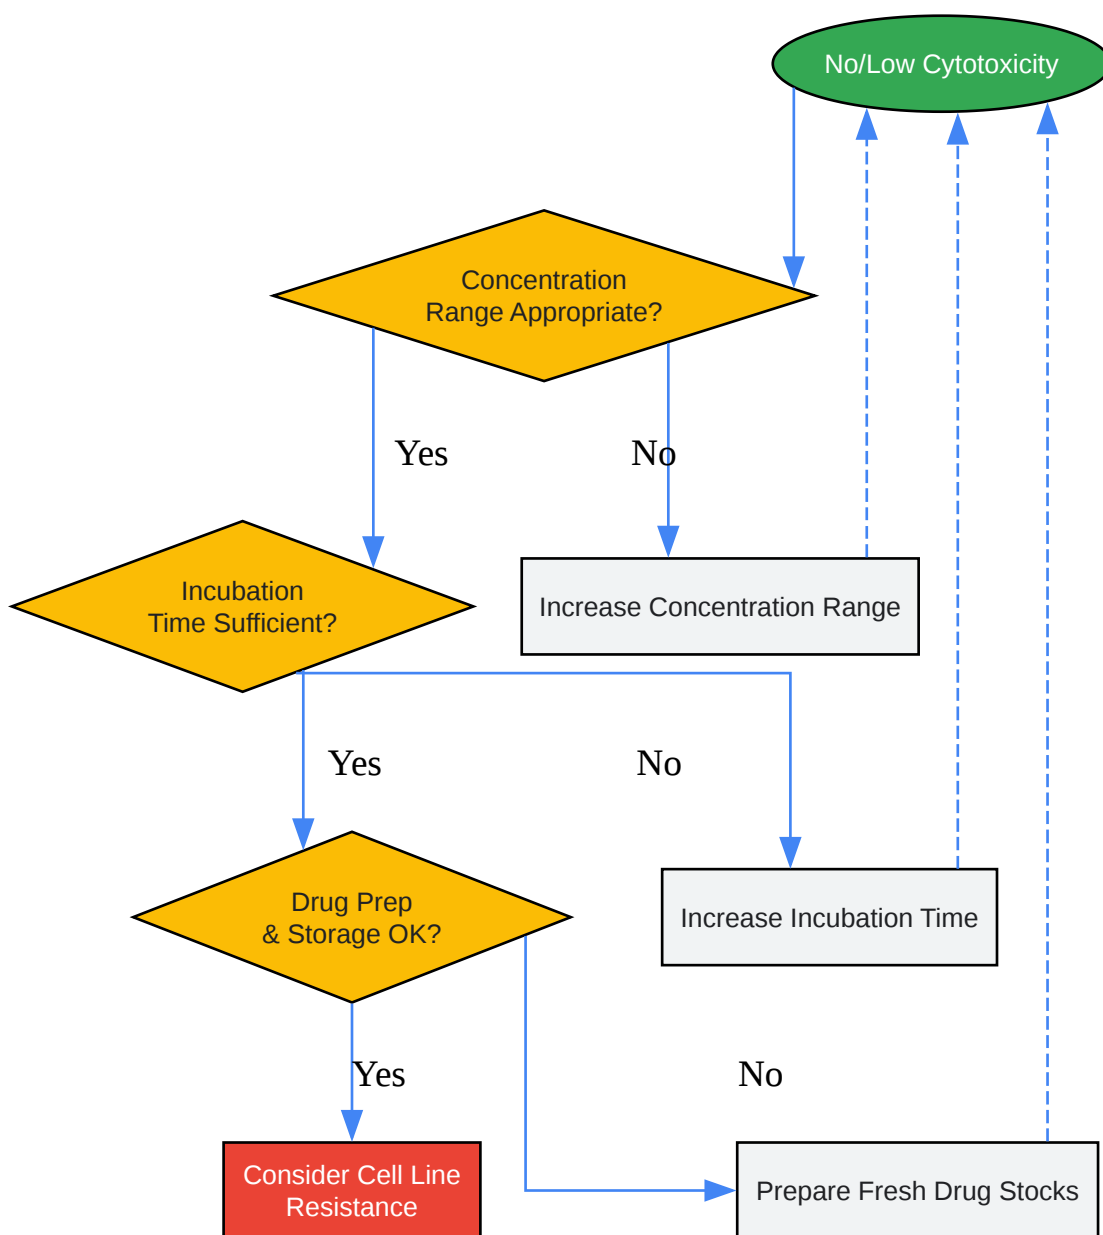 No/Low Cytotoxicity
Concentration
Range Appropriate?
Yes
No
Incubation
Time Sufficient?
Increase Concentration Range
Yes
No
Drug Prep
& Storage OK?
Increase Incubation Time
Yes
No
Consider Cell Line
Resistance
Prepare Fresh Drug Stocks